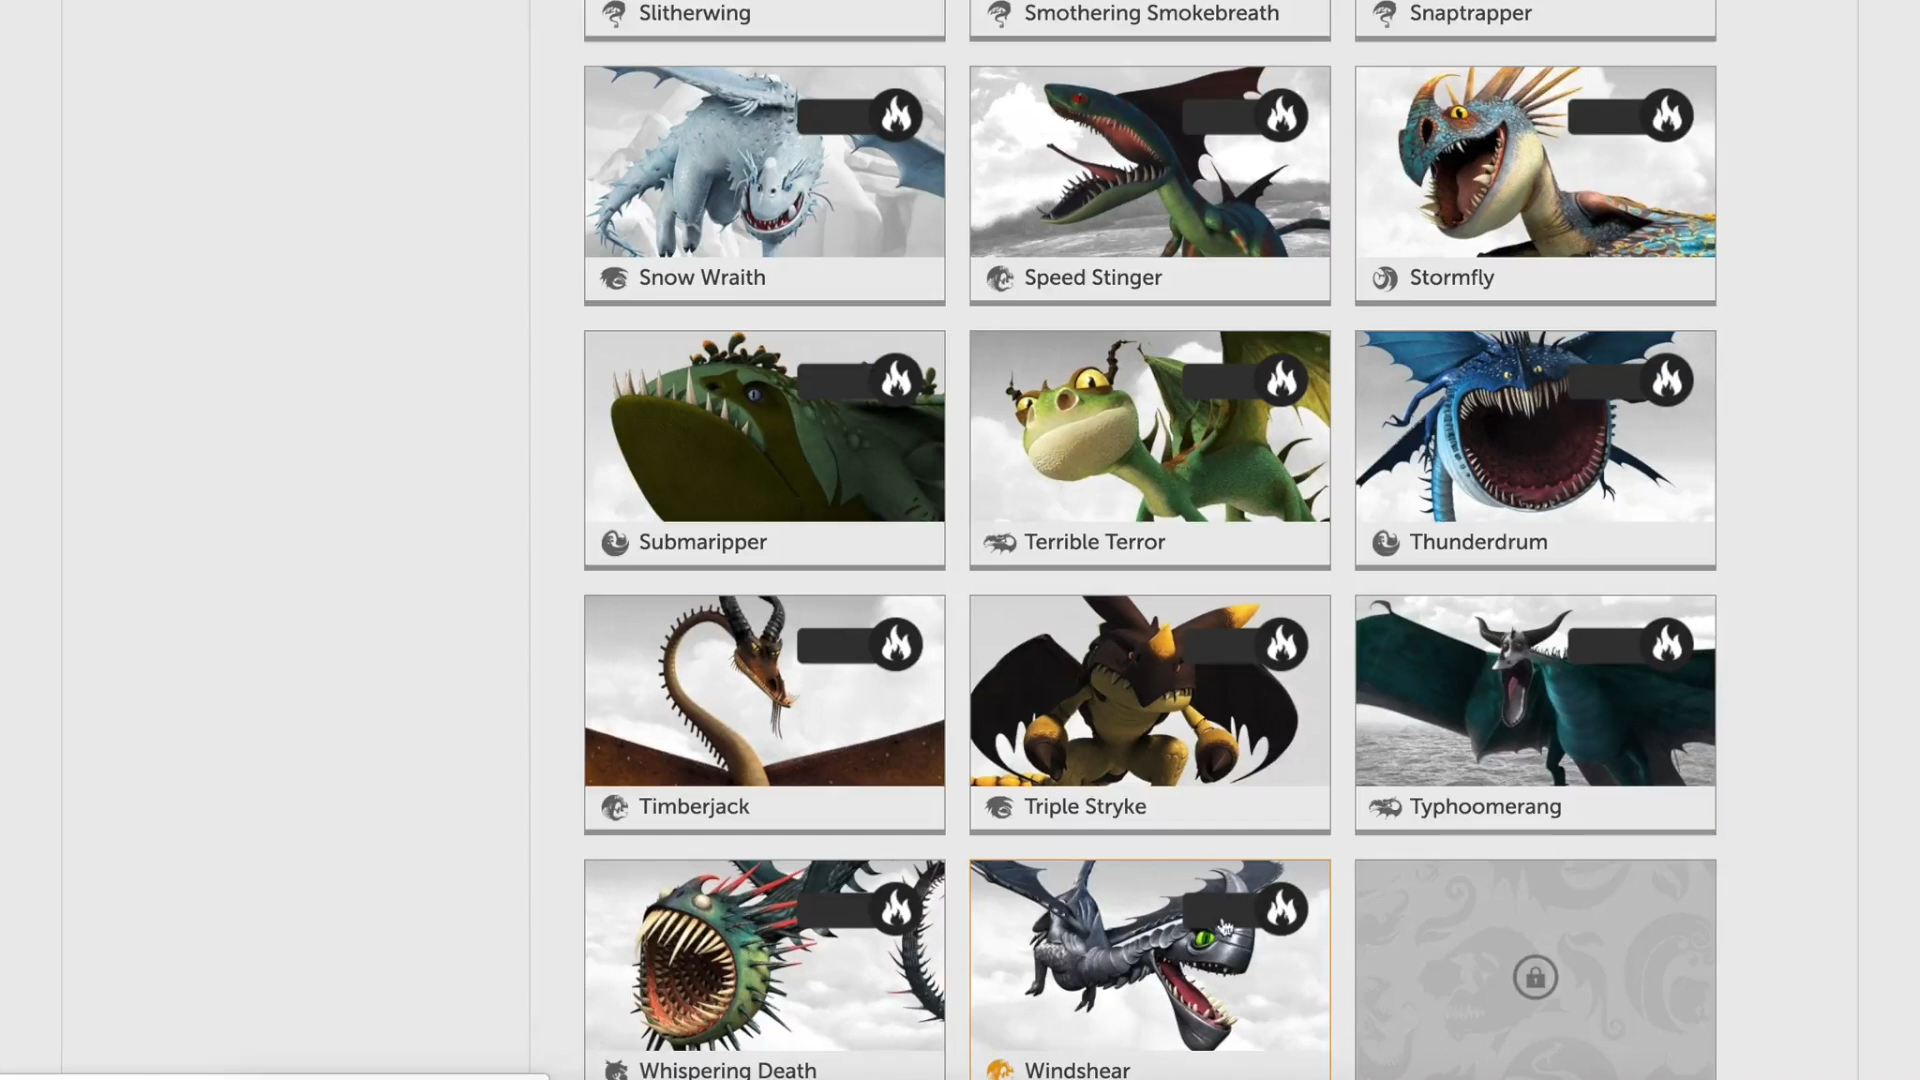 Slitherwing
Smothering Smokebreath
Snaptrapper
Snow Wraith
Speed Stinger
Stormfly
Submaripper
Terrible Terror
Thunderdrum
Timberjack
Triple Stryke
Typhoomerang
Whispering Death
Windshear